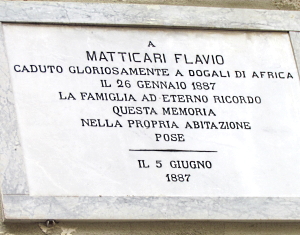 A
MATTICARI FLAVIO
CADUTO GLORIOSAMENTE A DOGALI DI AFRICA
IL 26 GENNAIO 1887
LA FAMIGLIA AD ETERNO RICORDO
QUESTA MEMORIA
NELLA PROPRIA ABITAZIONE
POSE
IL 5 GIUGNO
1887